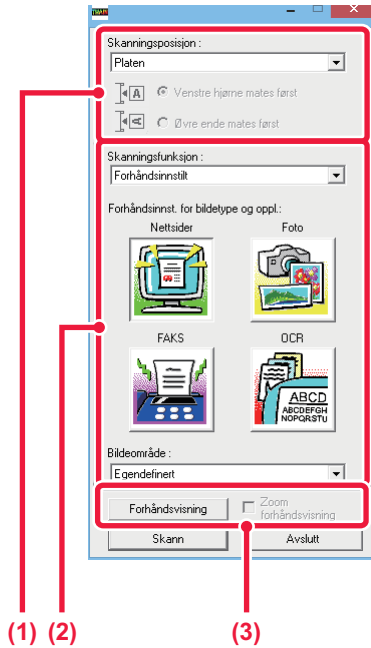 Skanningsposisjon :
Platen
A Venstre hjørne mates først
A Øvre ende mates først
Skanningsfunksjon :
Forhåndsinnstilt
Forhåndsinnst. for bildetype og oppl.:
Nettsider Foto
FAKS OCR
ABCD
ABCDEFGH
NOPQRSTU
Bildeområde :
Egendefinert
Forhåndsvisning Zoom forhåndsvisning
Skann Avslutt
(1) (2) (3)